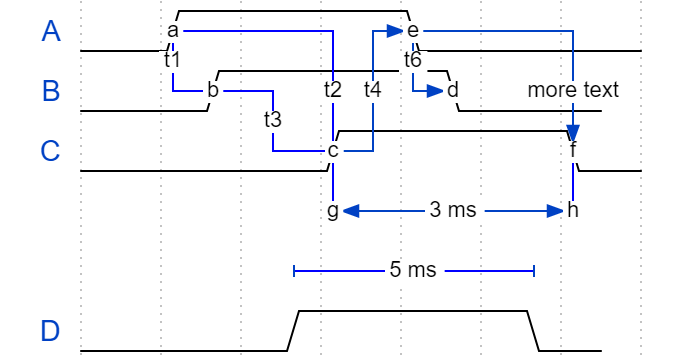 A a e
t1 t6
B b t2 t4 d more text
t3
C c f
g 3 ms h
5 ms
D